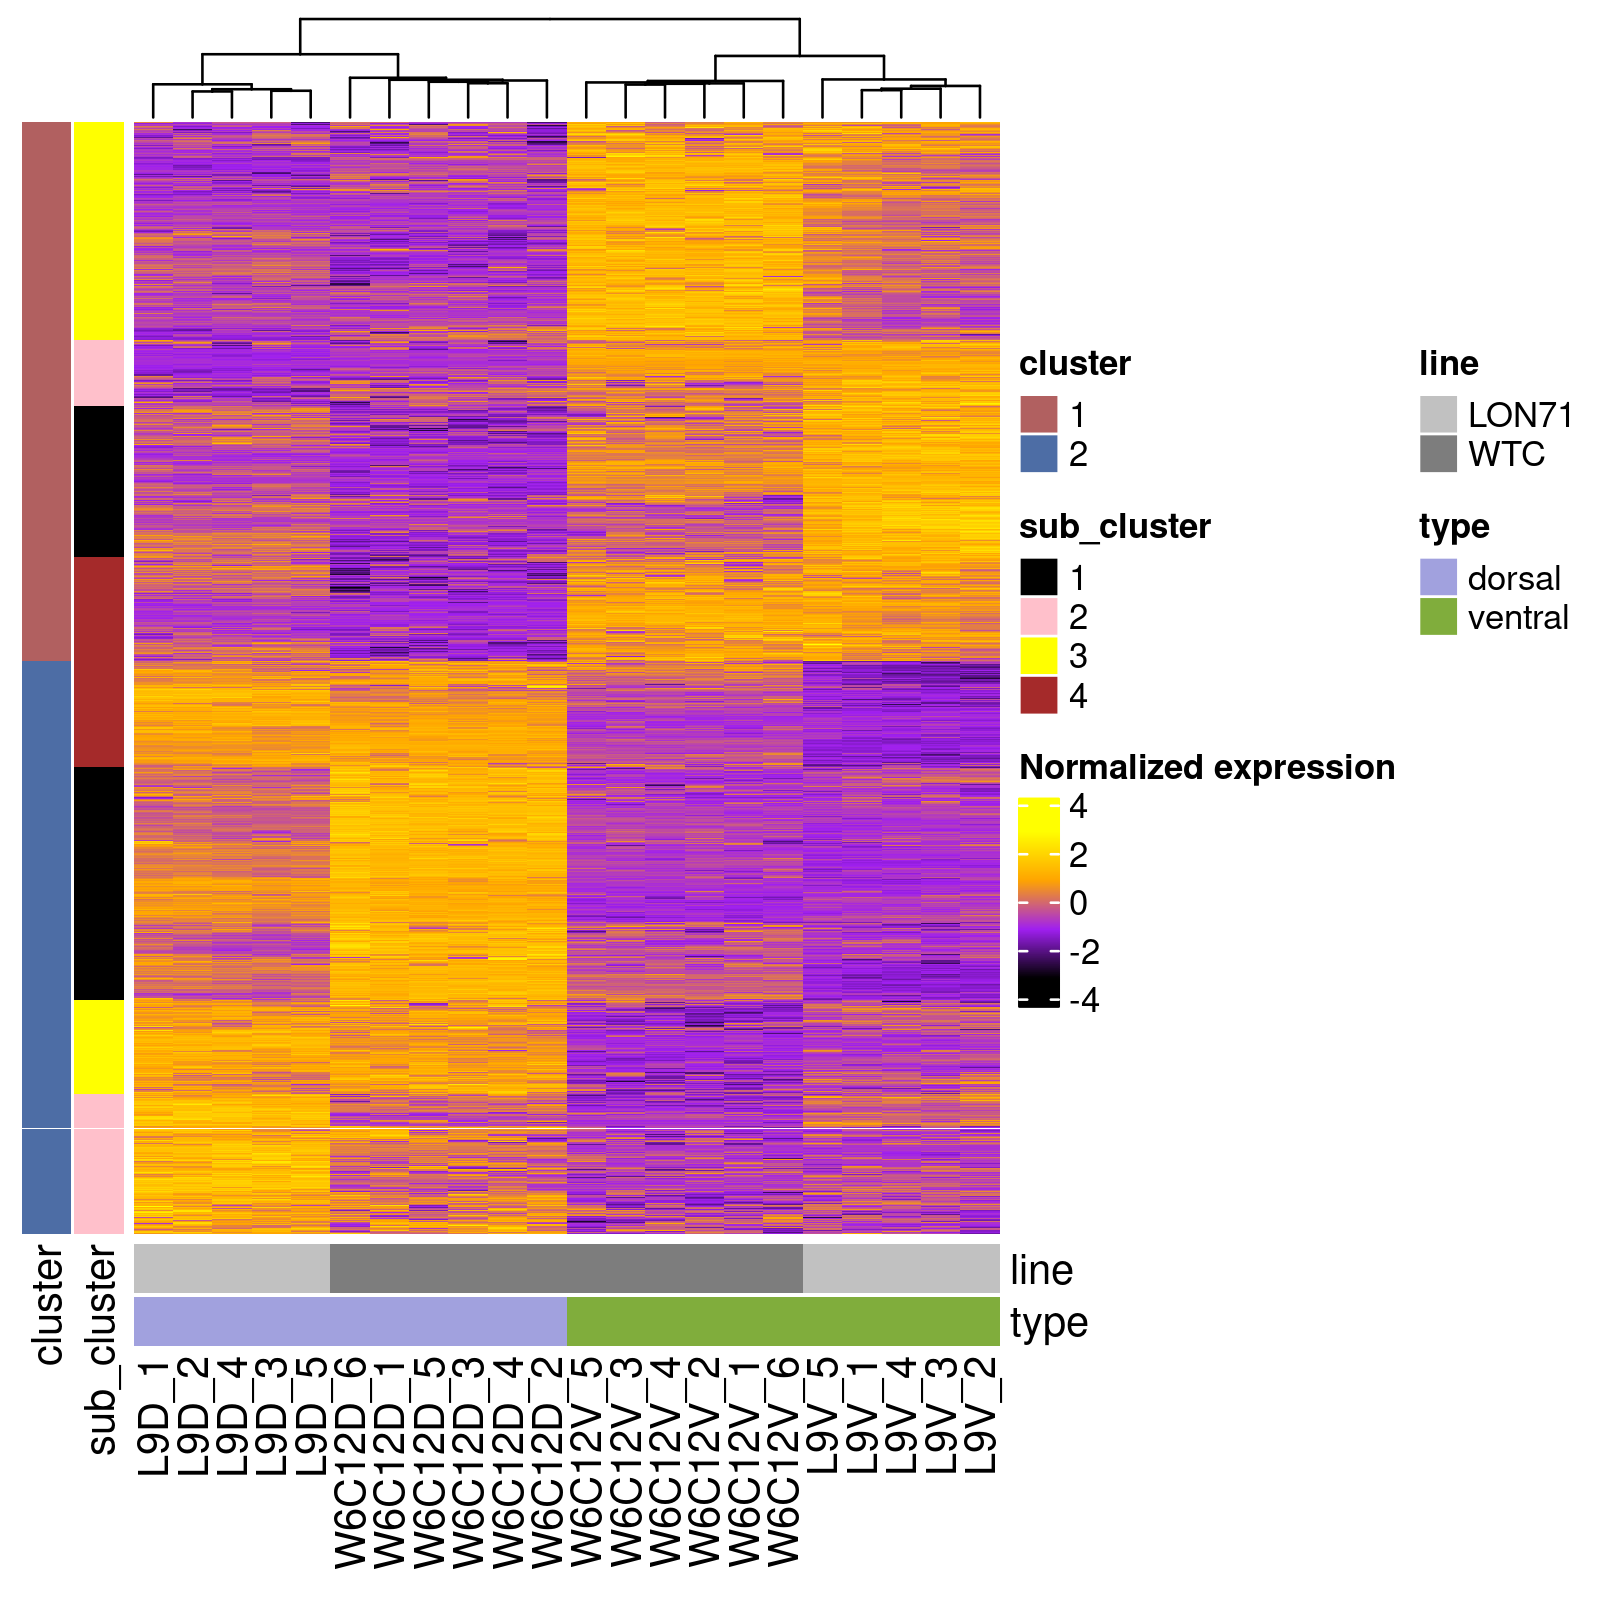 cluster
1
2
sub_cluster
1
2
3
4
Normalized expression
4
2
0
-2
-4
line
LON71
WTC
type
dorsal
ventral
line
type
cluster
sub_cluster
L9D_1
L9D_2
L9D_4
L9D_3
L9D_5
W6C12D_6
W6C12D_1
W6C12D_5
W6C12D_3
W6C12D_4
W6C12D_2
W6C12V_5
W6C12V_3
W6C12V_4
W6C12V_2
W6C12V_1
W6C12V_6
L9V_5
L9V_1
L9V_4
L9V_3
L9V_2